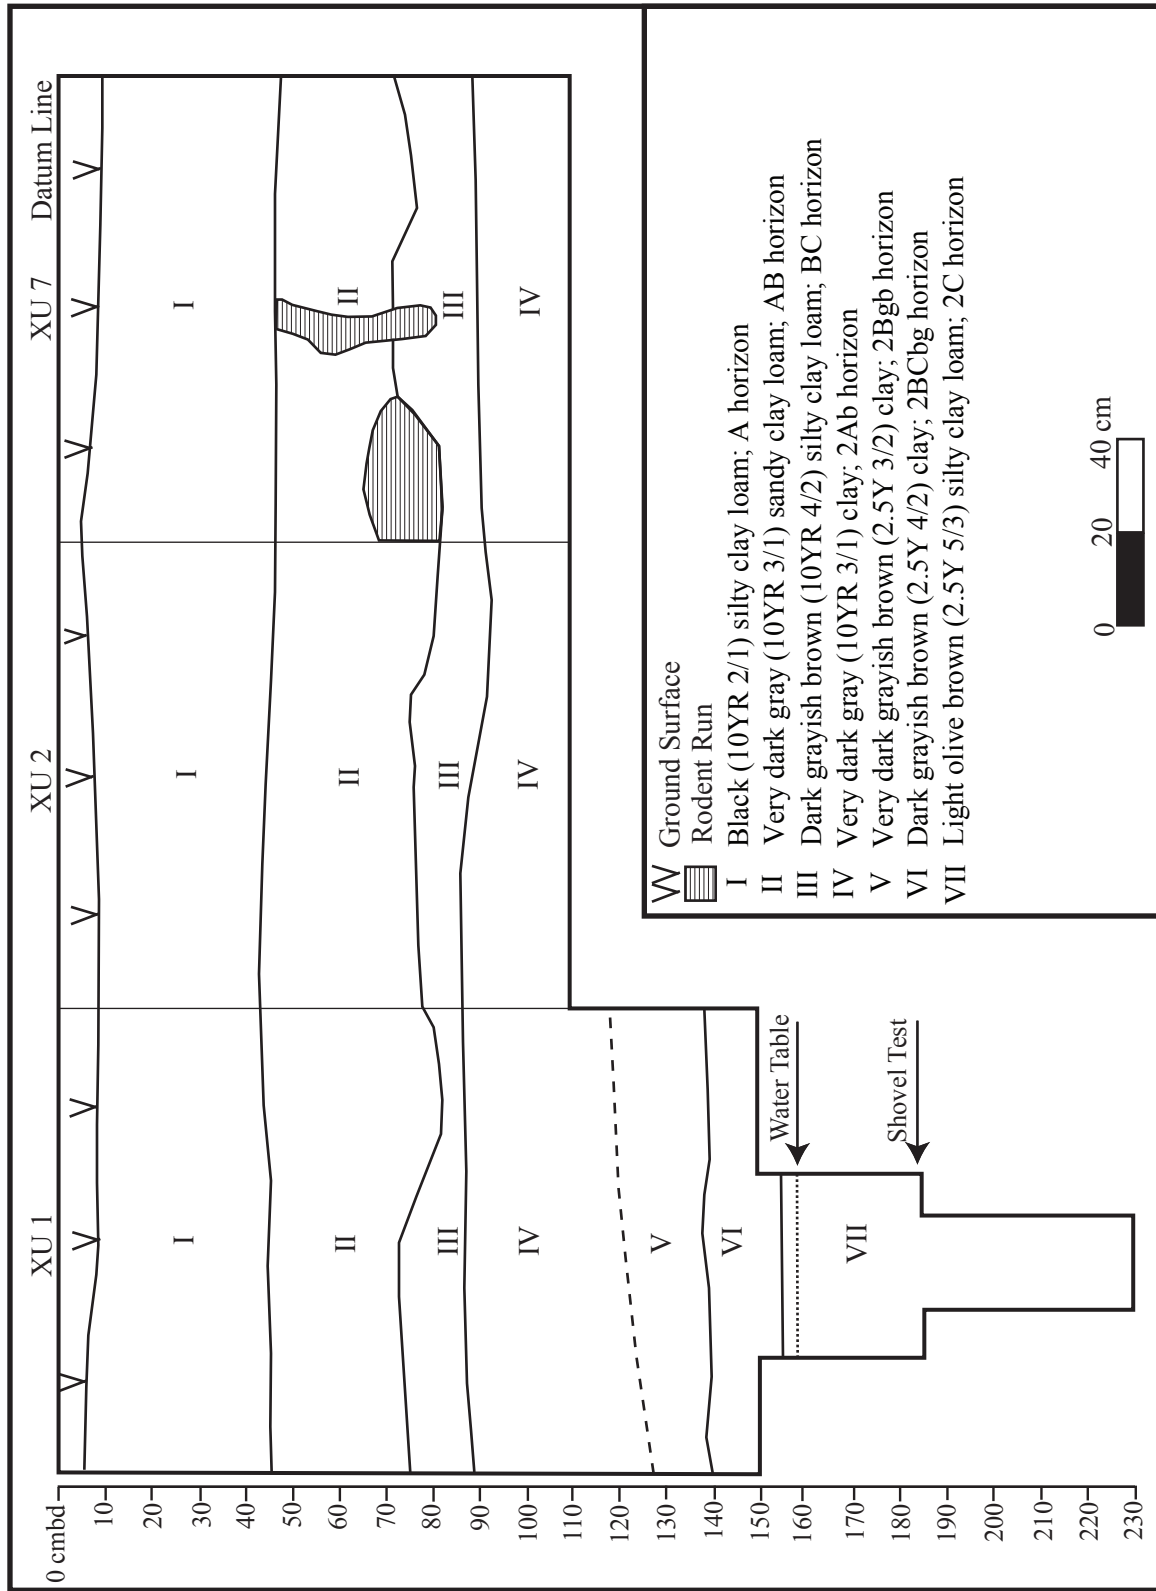 XU 1
XU 2
XU 7
Datum Line
0 cmbd
10
20
30
40
50
60
70
80
90
100
110
120
130
140
150
160
170
180
190
200
210
220
230
I
I
I
II
II
II
III
III
III
IV
IV
IV
V
VI
VII
Water Table
Shovel Test
Ground Surface
Rodent Run
I Black (10YR 2/1) silty clay loam; A horizon
II Very dark gray (10YR 3/1) sandy clay loam; AB horizon
III Dark grayish brown (10YR 4/2) silty clay loam; BC horizon
IV Very dark gray (10YR 3/1) clay; 2Ab horizon
V Very dark grayish brown (2.5Y 3/2) clay; 2Bgb horizon
VI Dark grayish brown (2.5Y 4/2) clay; 2BCbg horizon
VII Light olive brown (2.5Y 5/3) silty clay loam; 2C horizon
0 20 40 cm